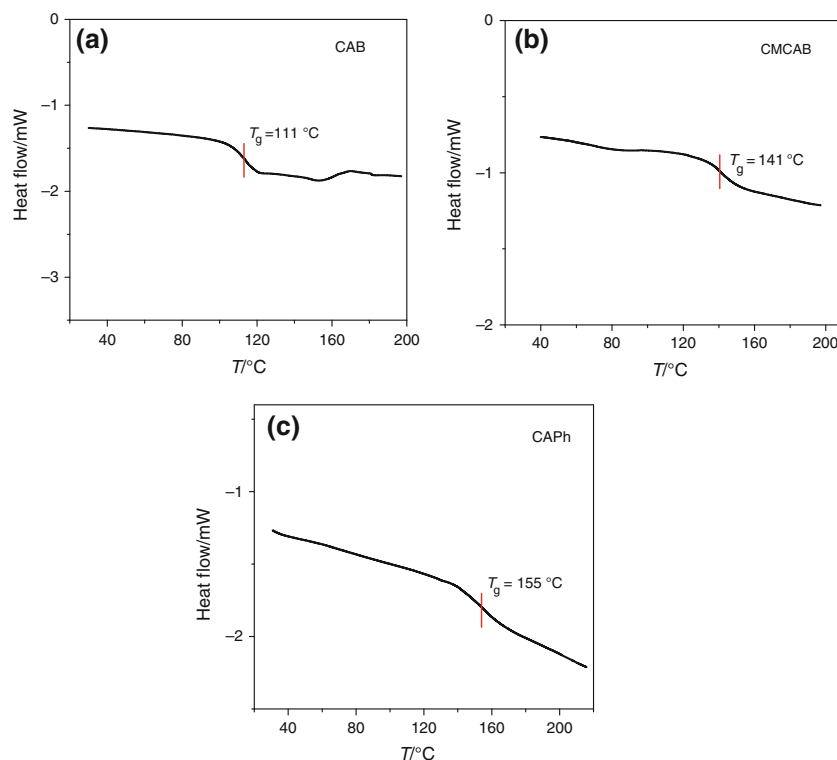 (a)
CAB
0
−1
−2
−3
Heat flow/mW
Tg =111 °C
40 80 120 160 200
T/°C
(b)
CMCAB
0
−1
−2
Heat flow/mW
Tg = 141 °C
40 80 120 160 200
T/°C
(c)
CAPh
−1
−2
Heat flow/mW
Tg = 155 °C
40 80 120 160 200
T/°C